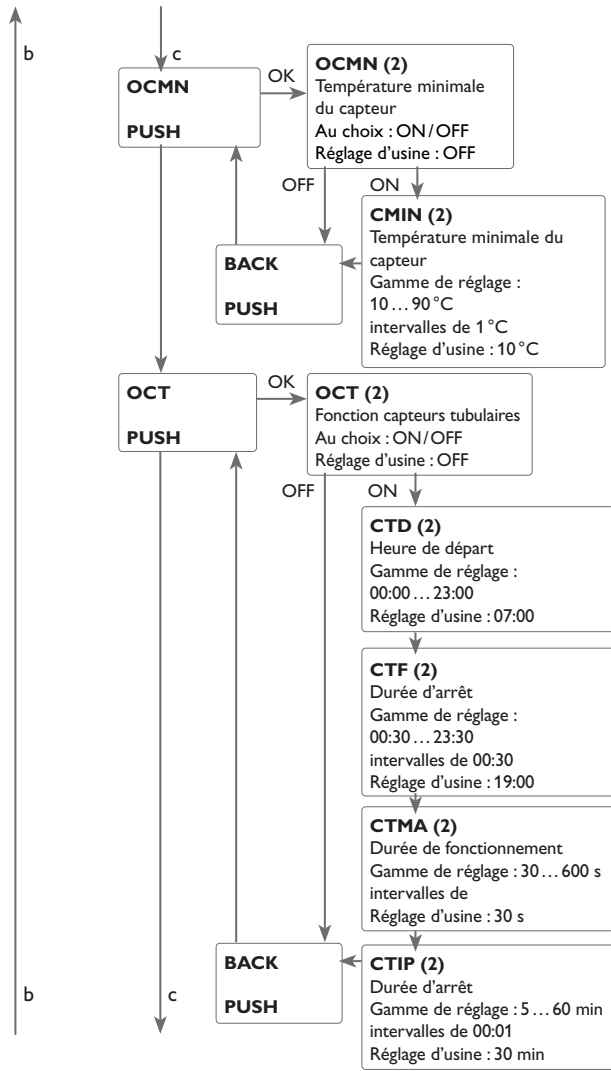 b
c
OCMN
PUSH
OK
OCMN (2)
Température minimale
du capteur
Au choix : ON/OFF
Réglage d'usine : OFF
OFF
ON
CMIN (2)
Température minimale du
capteur
Gamme de réglage :
10 … 90 °C
intervalles de 1 °C
Réglage d'usine : 10 °C
BACK
PUSH
OCT
PUSH
OK
OCT (2)
Fonction capteurs tubulaires
Au choix : ON/OFF
Réglage d'usine : OFF
OFF
ON
CTD (2)
Heure de départ
Gamme de réglage :
00:00 … 23:00
Réglage d'usine : 07:00
CTF (2)
Durée d'arrêt
Gamme de réglage :
00:30 … 23:30
intervalles de 00:30
Réglage d'usine : 19:00
CTMA (2)
Durée de fonctionnement
Gamme de réglage : 30 … 600 s
intervalles de
Réglage d'usine : 30 s
BACK
PUSH
CTIP (2)
Durée d'arrêt
Gamme de réglage : 5 … 60 min
intervalles de 00:01
Réglage d'usine : 30 min
b
c